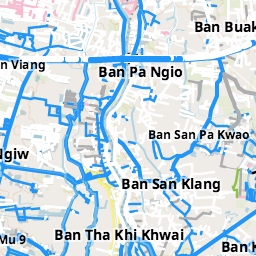 Ban Buak
n Viang
Ban Pa Ngio
Ban San Pa Kwao
Ngiw
Ban San Klang
Ban Tha Khi Khwai
Mu 9
Ban K